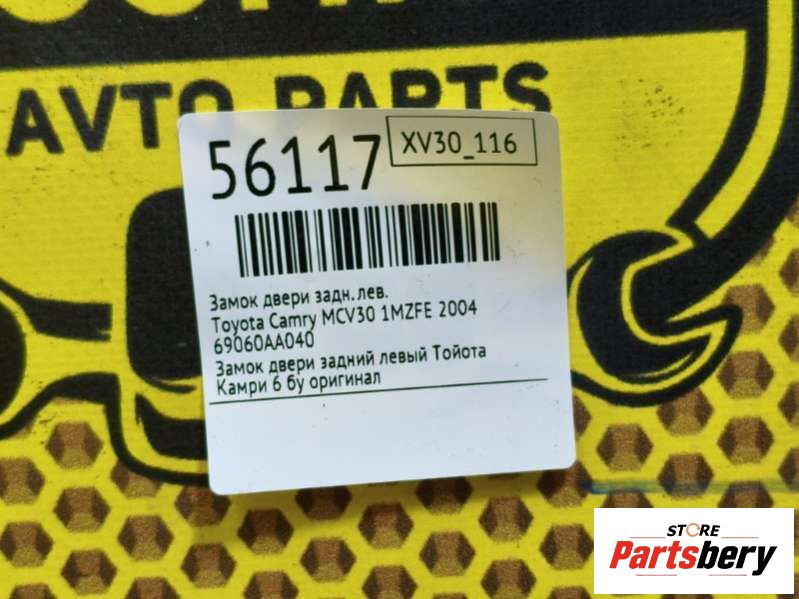 AVTO PARTS
56117
XV30_116
Замок двери задн.лев.
Toyota Camry MCV30 1MZFE 2004
69060AA040
Замок двери задний левый Тойота
Камри 6 бу оригинал
STORE
Partsbery